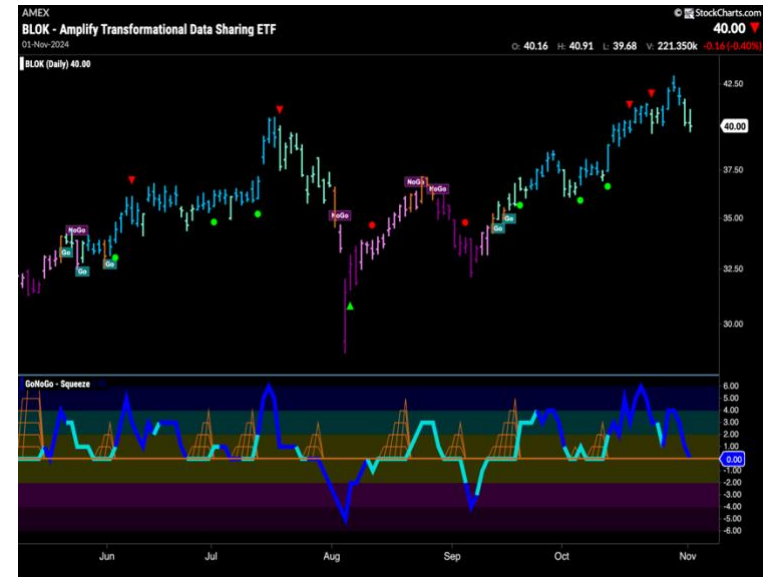 AMEX
© StockCharts.com
BLOK - Amplify Transformational Data Sharing ETF
40.00
01-Nov-2024
O: 40.16 H: 40.91 L: 39.68 V: 221.350k -0.16 (-0.40%)
BLOK (Daily) 40.00
42.50
40.00
37.50
NoGo
NoGo
NoGo
35.00
NoGo
Go
Go
Go
Go
Go
32.50
30.00
GoNoGo - Squeeze
6.00
5.00
4.00
3.00
2.00
1.00
0.00
-1.00
-2.00
-3.00
-4.00
-5.00
-6.00
Jun Jul Aug Sep Oct Nov